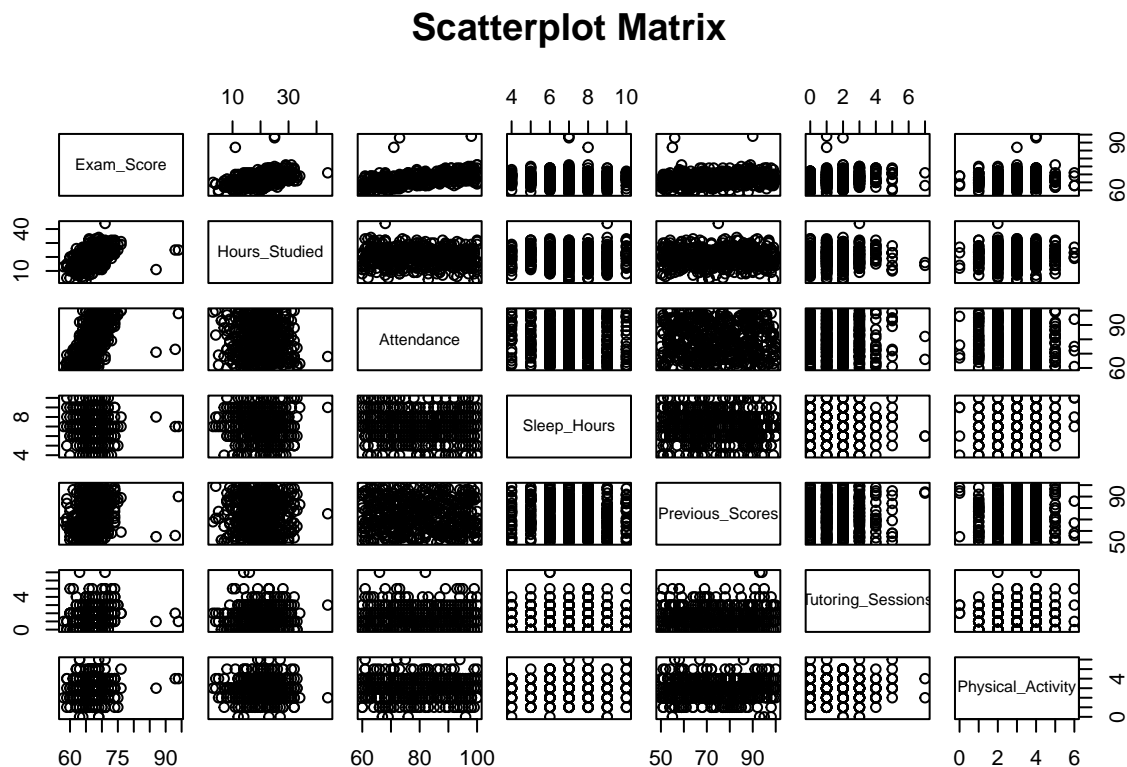 Scatterplot Matrix
10 30
4 6 8 10
0 2 4 6
Exam_Score
60 90
10 40
Hours_Studied
Attendance
60 90
4 8
Sleep_Hours
Previous_Scores
50 90
0 4
Tutoring_Sessions
Physical_Activity
0 4
60 75 90
60 80 100
50 70 90
0 2 4 6